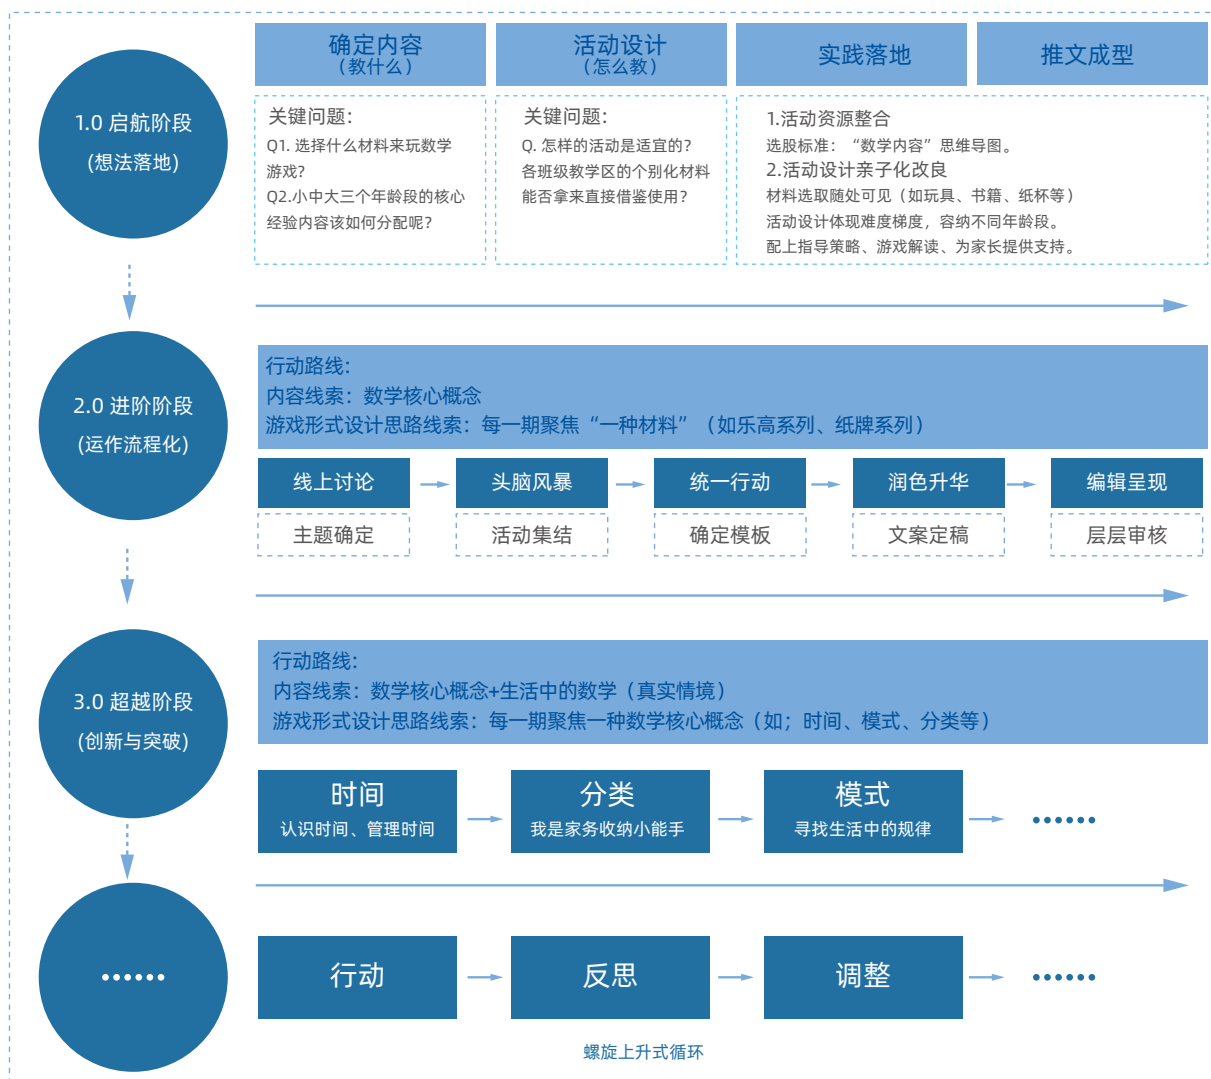 1.0 启航阶段
(想法落地)
确定内容
（教什么）
活动设计
（怎么教）
实践落地
推文成型
关键问题：
Q1. 选择什么材料来玩数学
游戏？
Q2.小中大三个年龄段的核心
经验内容该如何分配呢？
关键问题：
Q. 怎样的活动是适宜的？
各班级教学区的个别化材料
能否拿来直接借鉴使用？
1.活动资源整合
选股标准：“数学内容”思维导图。
2.活动设计亲子化改良
材料选取随处可见（如玩具、书籍、纸杯等）
活动设计体现难度梯度，容纳不同年龄段。
配上指导策略、游戏解读、为家长提供支持。
2.0 进阶阶段
(运作流程化)
行动路线：
内容线索：数学核心概念
游戏形式设计思路线索：每一期聚焦“一种材料”（如乐高系列、纸牌系列）
线上讨论
头脑风暴
统一行动
润色升华
编辑呈现
主题确定
活动集结
确定模板
文案定稿
层层审核
3.0 超越阶段
(创新与突破)
行动路线：
内容线索：数学核心概念+生活中的数学（真实情境）
游戏形式设计思路线索：每一期聚焦一种数学核心概念（如；时间、模式、分类等）
时间
认识时间、管理时间
分类
我是家务收纳小能手
模式
寻找生活中的规律
……
……
行动
反思
调整
……
螺旋上升式循环